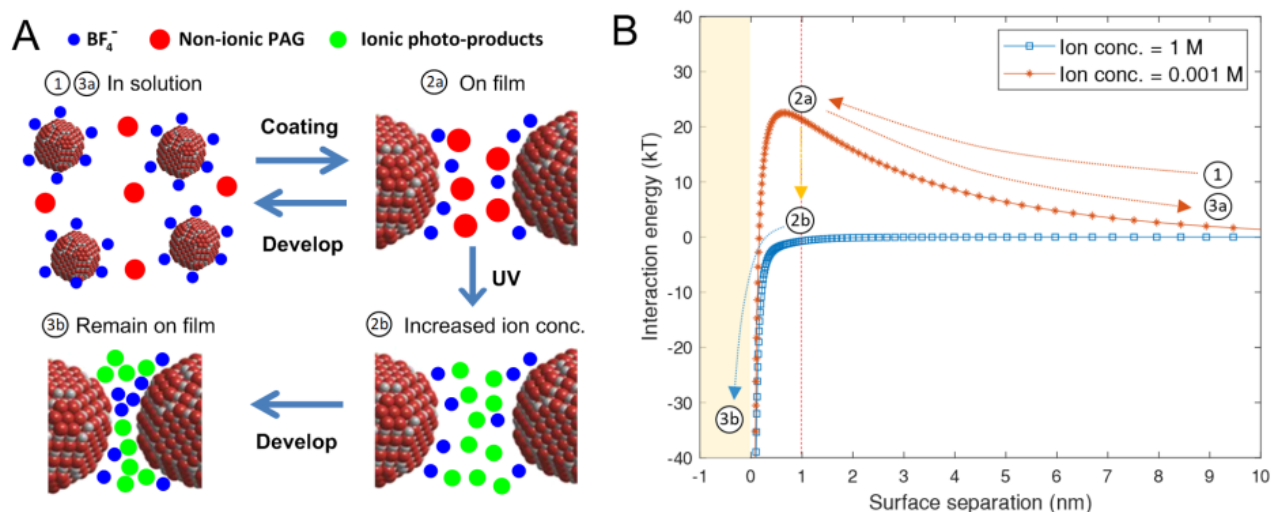 A
BF₄⁻ Non-ionic PAG Ionic photo-products
1 3a In solution
2a On film
Coating
Develop
UV
3b Remain on film
2b Increased ion conc.
Develop
B
Interaction energy (kT)
40
30
20
10
0
-10
-20
-30
-40
Ion conc. = 1 M
Ion conc. = 0.001 M
2a
1
3a
2b
3b
-1 0 1 2 3 4 5 6 7 8 9 10
Surface separation (nm)